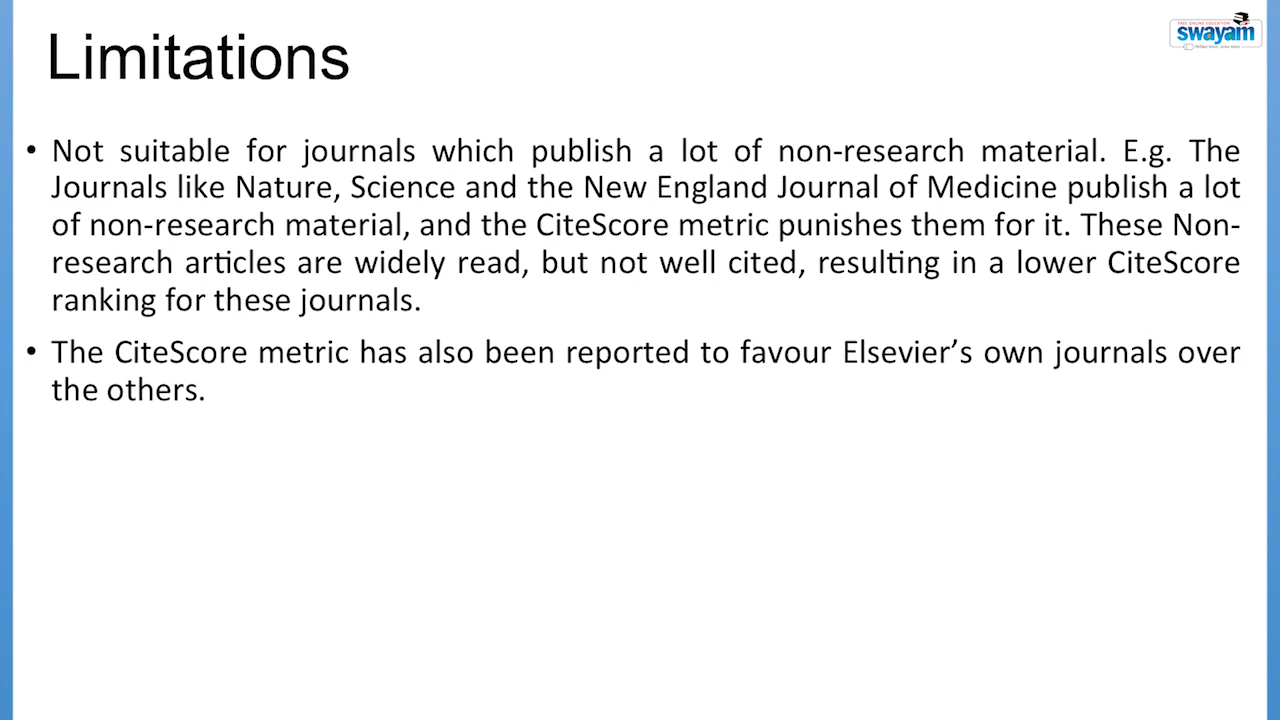 FREE ONLINE EDUCATION
swayam
Limitations
• Not suitable for journals which publish a lot of non-research material. E.g. The
Journals like Nature, Science and the New England Journal of Medicine publish a lot
of non-research material, and the CiteScore metric punishes them for it. These Non-
research articles are widely read, but not well cited, resulting in a lower CiteScore
ranking for these journals.
• The CiteScore metric has also been reported to favour Elsevier’s own journals over
the others.